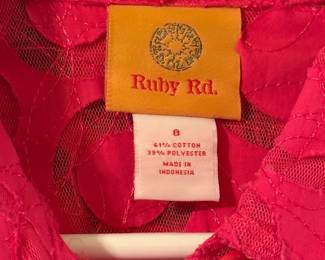 Ruby Rd.
8
61% COTTON
39% POLYESTER
MADE IN
INDONESIA